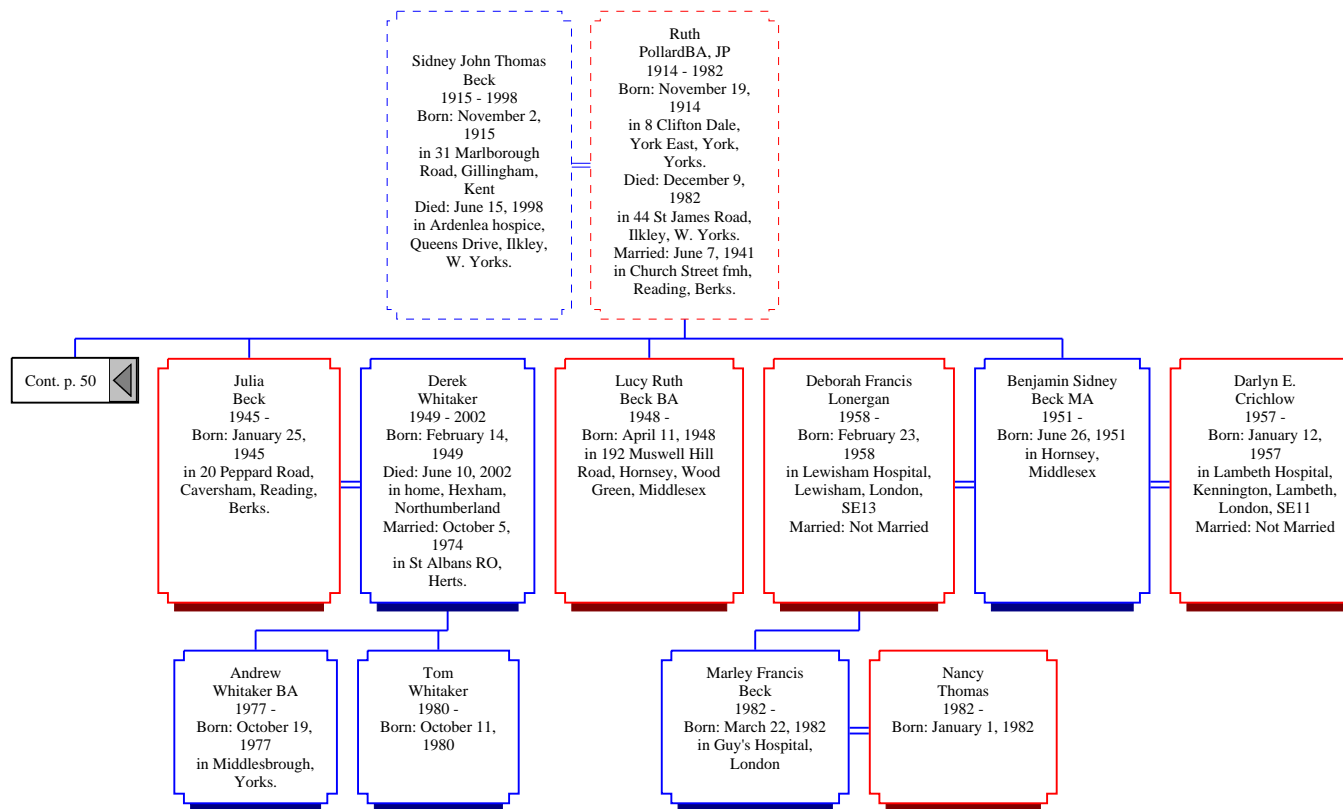 Sidney John Thomas
Beck
1915 - 1998
Born: November 2,
1915
in 31 Marlborough
Road, Gillingham,
Kent
Died: June 15, 1998
in Ardenlea hospice,
Queens Drive, Ilkley,
W. Yorks.
Ruth
PollardBA, JP
1914 - 1982
Born: November 19,
1914
in 8 Clifton Dale,
York East, York,
Yorks.
Died: December 9,
1982
in 44 St James Road,
Ilkley, W. Yorks.
Married: June 7, 1941
in Church Street fmh,
Reading, Berks.
Cont. p. 50
Julia
Beck
1945 -
Born: January 25,
1945
in 20 Peppard Road,
Caversham, Reading,
Berks.
Derek
Whitaker
1949 - 2002
Born: February 14,
1949
Died: June 10, 2002
in home, Hexham,
Northumberland
Married: October 5,
1974
in St Albans RO,
Herts.
Lucy Ruth
Beck BA
1948 -
Born: April 11, 1948
in 192 Muswell Hill
Road, Hornsey, Wood
Green, Middlesex
Deborah Francis
Lonergan
1958 -
Born: February 23,
1958
in Lewisham Hospital,
Lewisham, London,
SE13
Married: Not Married
Benjamin Sidney
Beck MA
1951 -
Born: June 26, 1951
in Hornsey,
Middlesex
Darlyn E.
Crichlow
1957 -
Born: January 12,
1957
in Lambeth Hospital,
Kennington, Lambeth,
London, SE11
Married: Not Married
Andrew
Whitaker BA
1977 -
Born: October 19,
1977
in Middlesbrough,
Yorks.
Tom
Whitaker
1980 -
Born: October 11,
1980
Marley Francis
Beck
1982 -
Born: March 22, 1982
in Guy's Hospital,
London
Nancy
Thomas
1982 -
Born: January 1, 1982